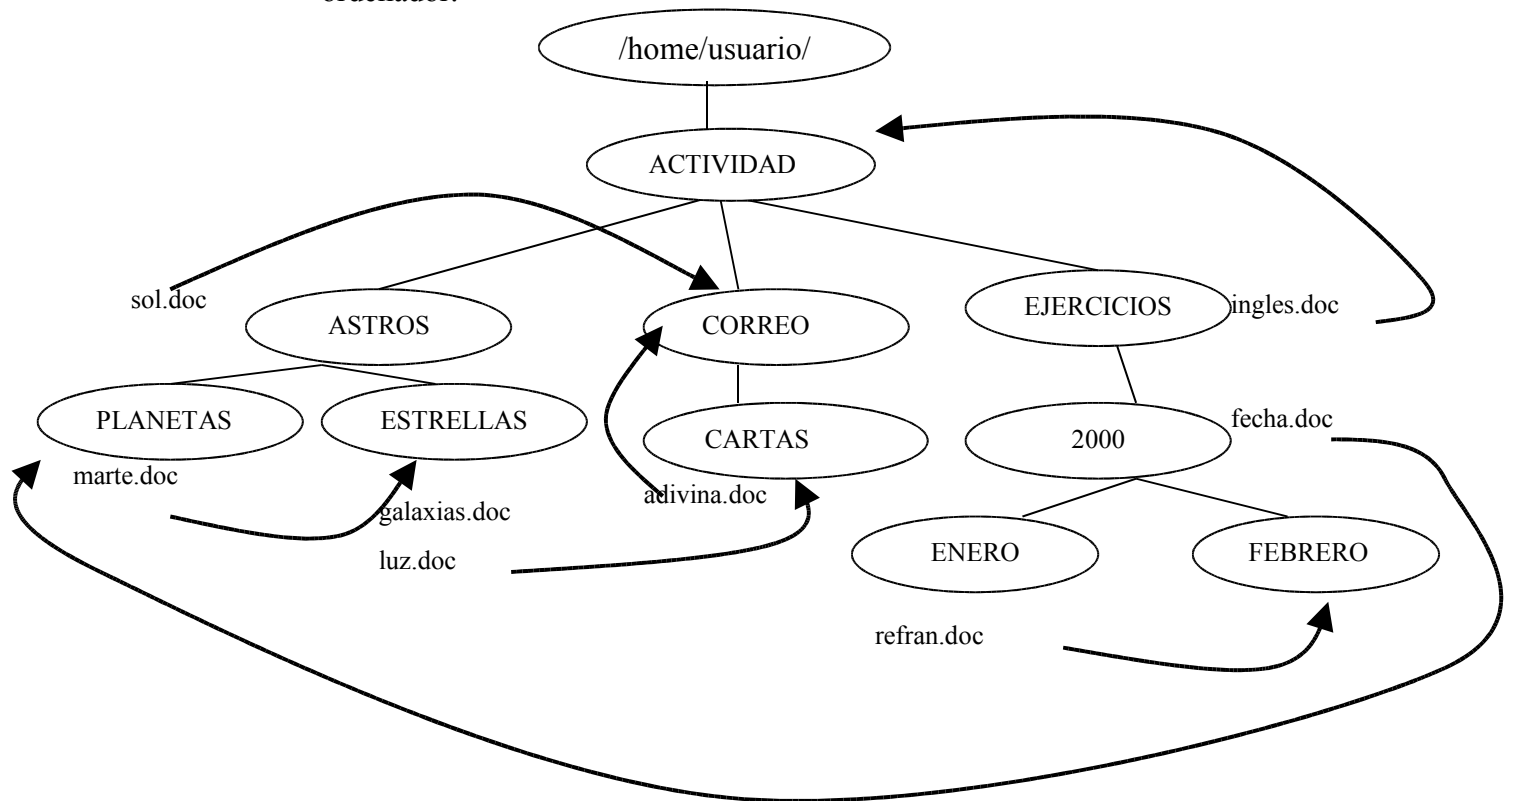 ordenador.
/home/usuario/
ACTIVIDAD
sol.doc
ASTROS
CORREO
EJERCICIOS
ingles.doc
PLANETAS
ESTRELLAS
CARTAS
2000
fecha.doc
marte.doc
galaxias.doc
adivina.doc
luz.doc
ENERO
FEBRERO
refran.doc